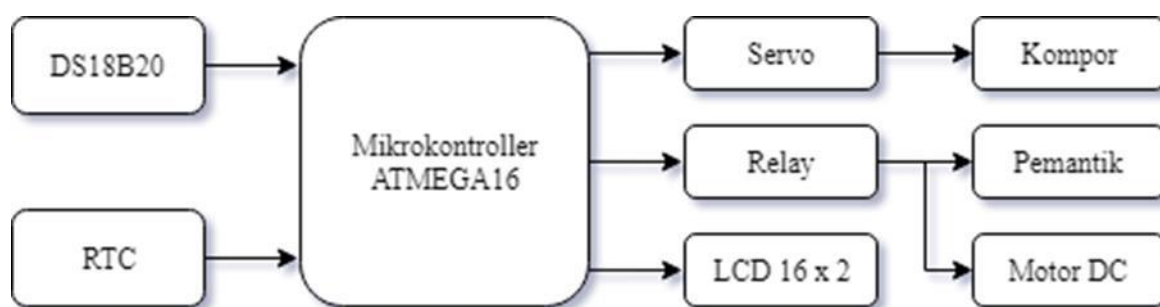 DS18B20
RTC
Mikrokontroller
ATMEGA16
Servo
Kompor
Relay
Pemantik
LCD 16 x 2
Motor DC